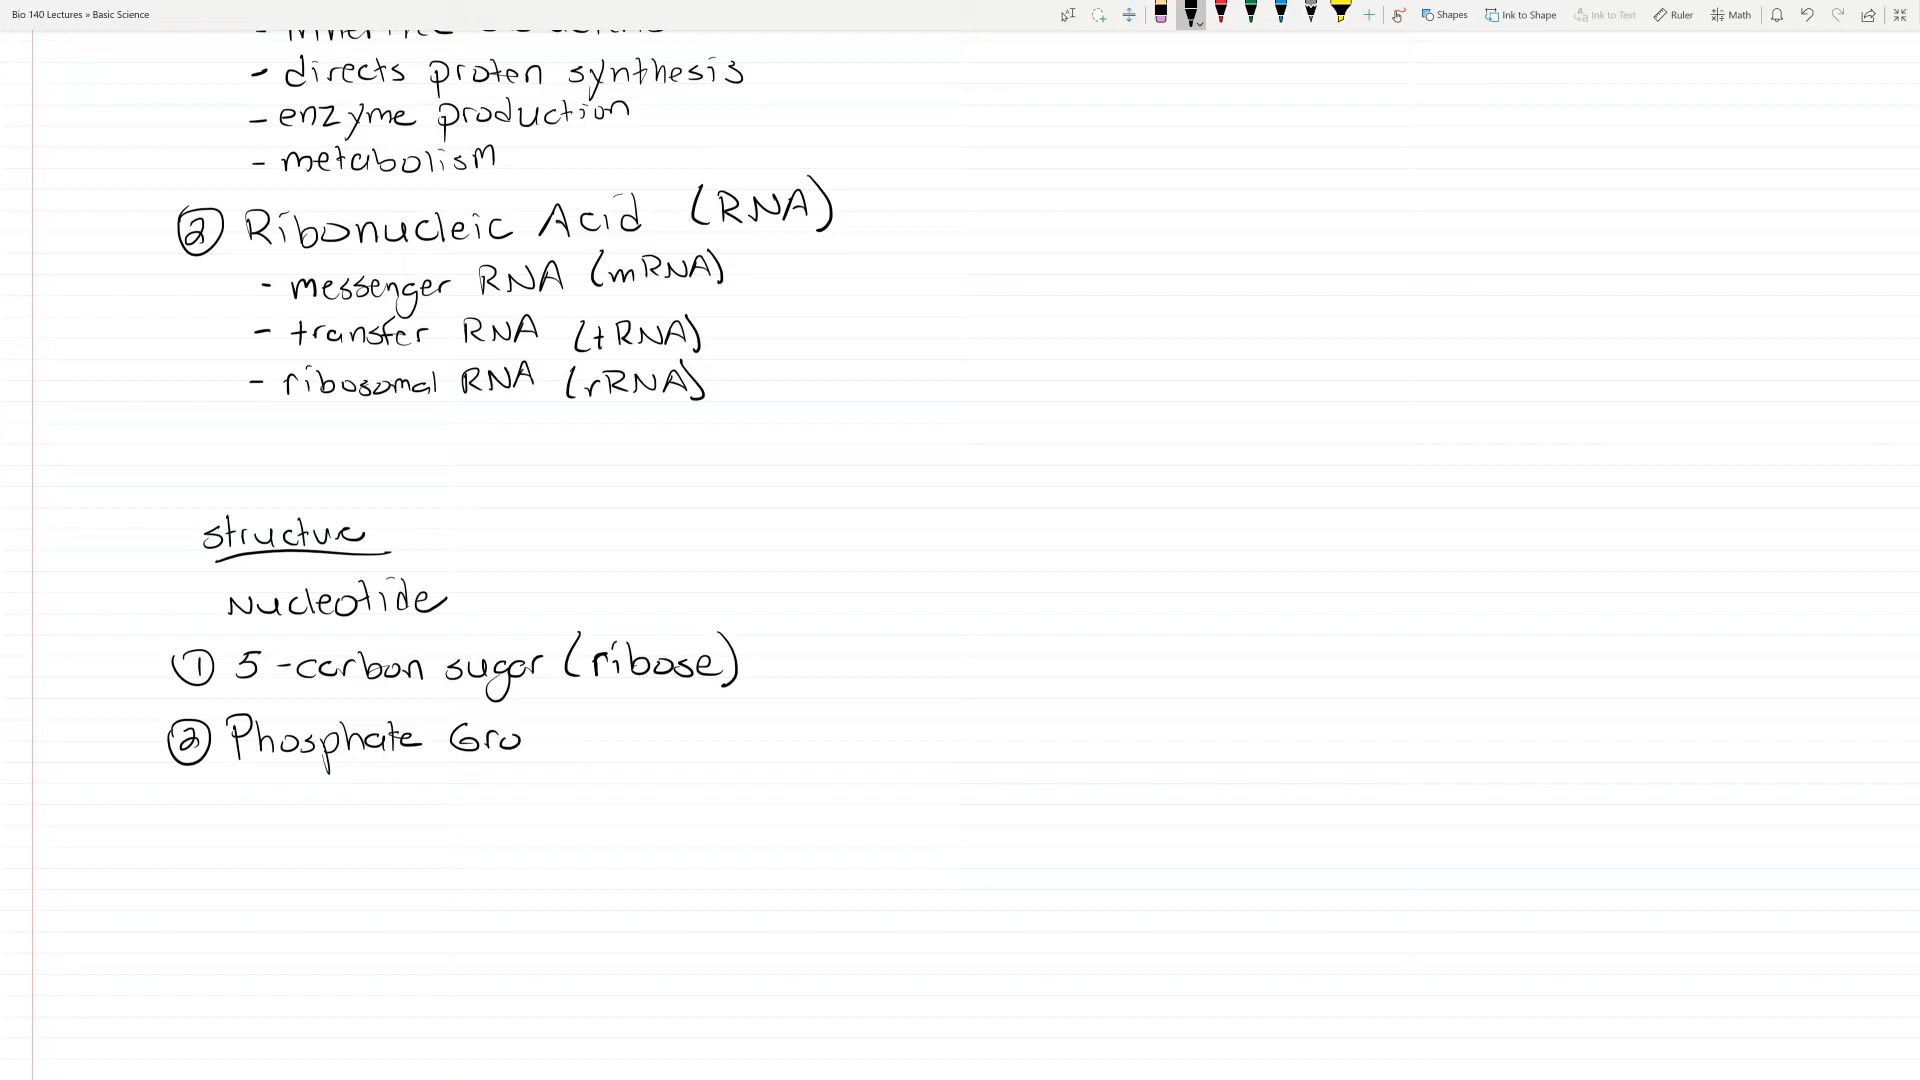 Bio 140 Lectures » Basic Science
Shapes
Ink to Shape
Ink to Text
Ruler
Math
- directs proten synthesis
- enzyme production
- metabolism
② Ribonucleic Acid (RNA)
- messenger RNA (mRNA)
- transfer RNA (tRNA)
- ribosomal RNA (rRNA)
structue
Nucleotide
① 5-carbon sugar (ribose)
② Phosphate Gro